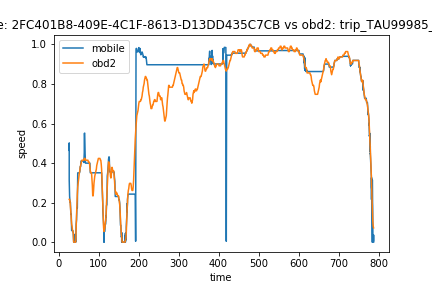 e: 2FC401B8-409E-4C1F-8613-D13DD435C7CB vs obd2: trip_TAU99985_
mobile
obd2
1.0
0.8
0.6
0.4
0.2
0.0
speed
0 100 200 300 400 500 600 700 800
time